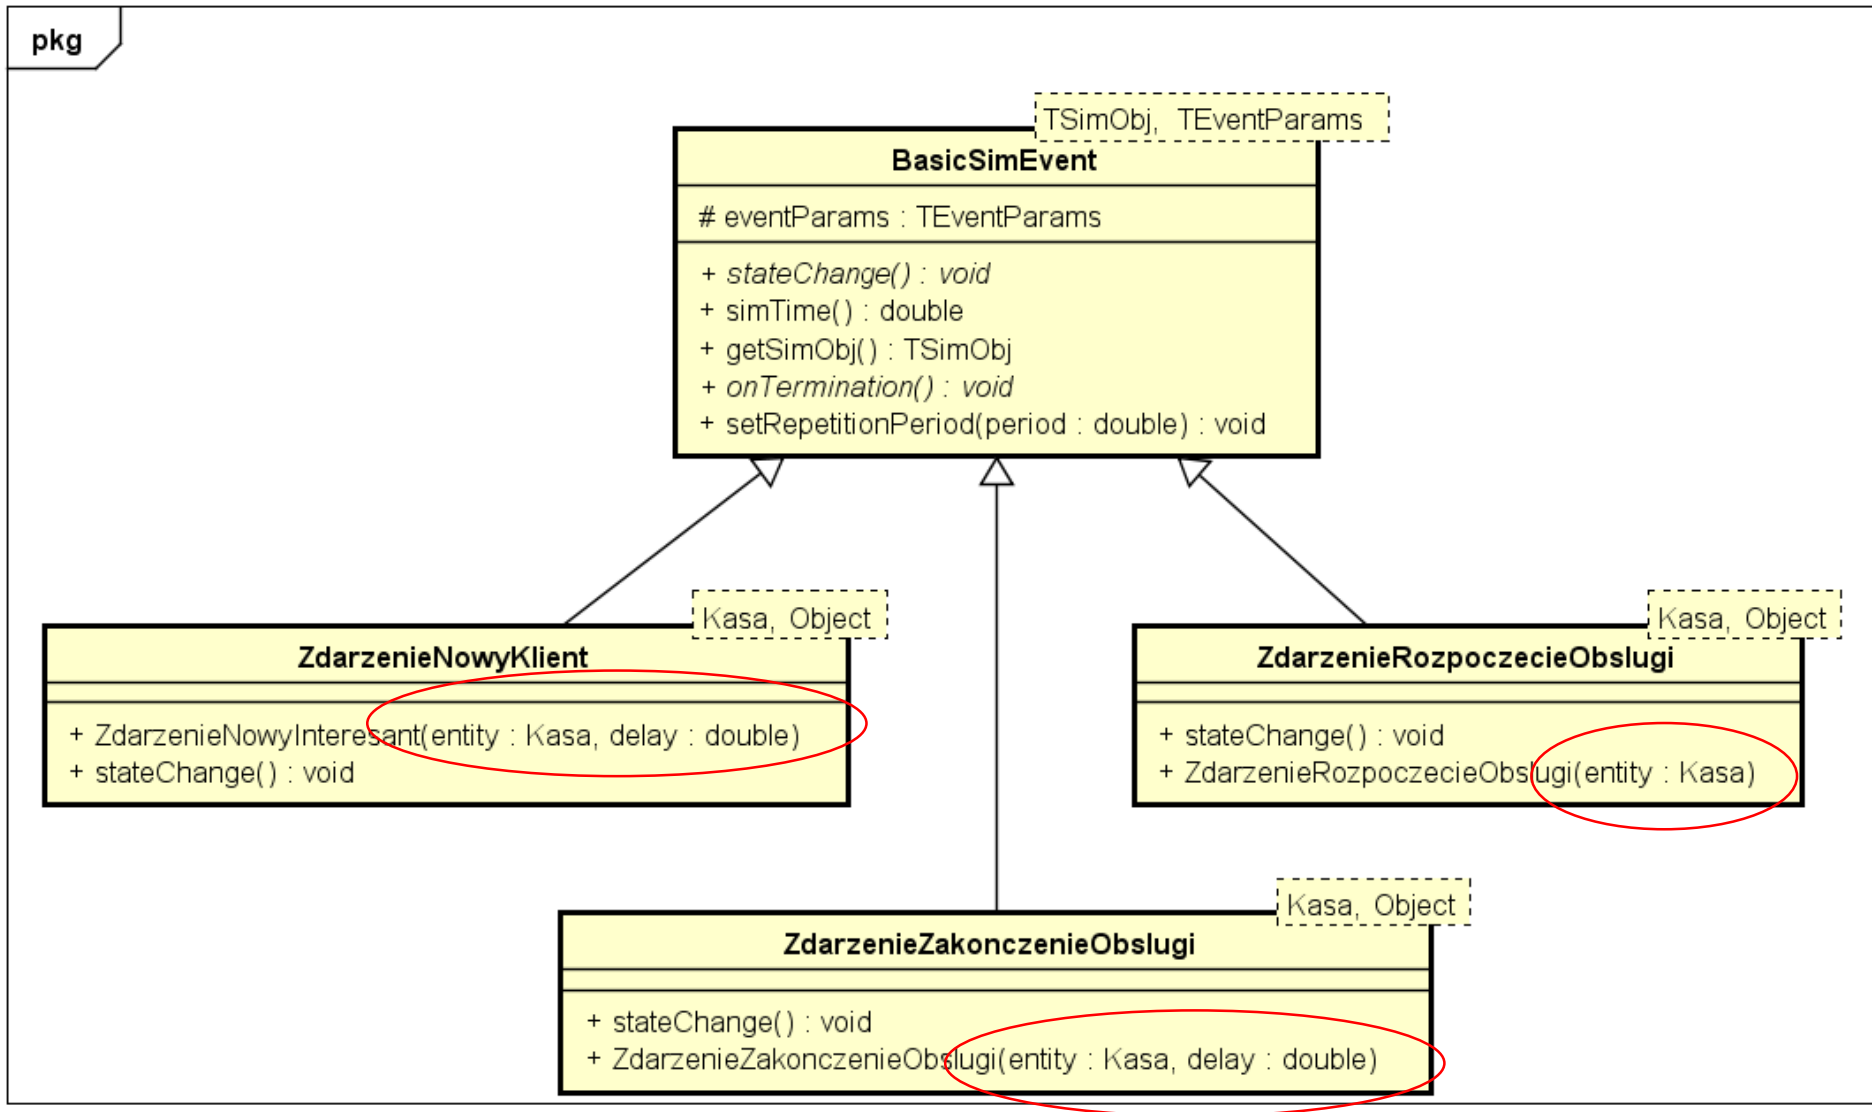 pkg
TSimObj, TEventParams
BasicSimEvent
# eventParams : TEventParams
+ stateChange() : void
+ simTime() : double
+ getSimObj() : TSimObj
+ onTermination() : void
+ setRepetitionPeriod(period : double) : void
Kasa, Object
ZdarzenieNowyKlient
+ ZdarzenieNowyInteresant(entity : Kasa, delay : double)
+ stateChange() : void
Kasa, Object
ZdarzenieRozpoczecieObslugi
+ stateChange() : void
+ ZdarzenieRozpoczecieObslugi(entity : Kasa)
Kasa, Object
ZdarzenieZakonczenieObslugi
+ stateChange() : void
+ ZdarzenieZakonczenieObslugi(entity : Kasa, delay : double)